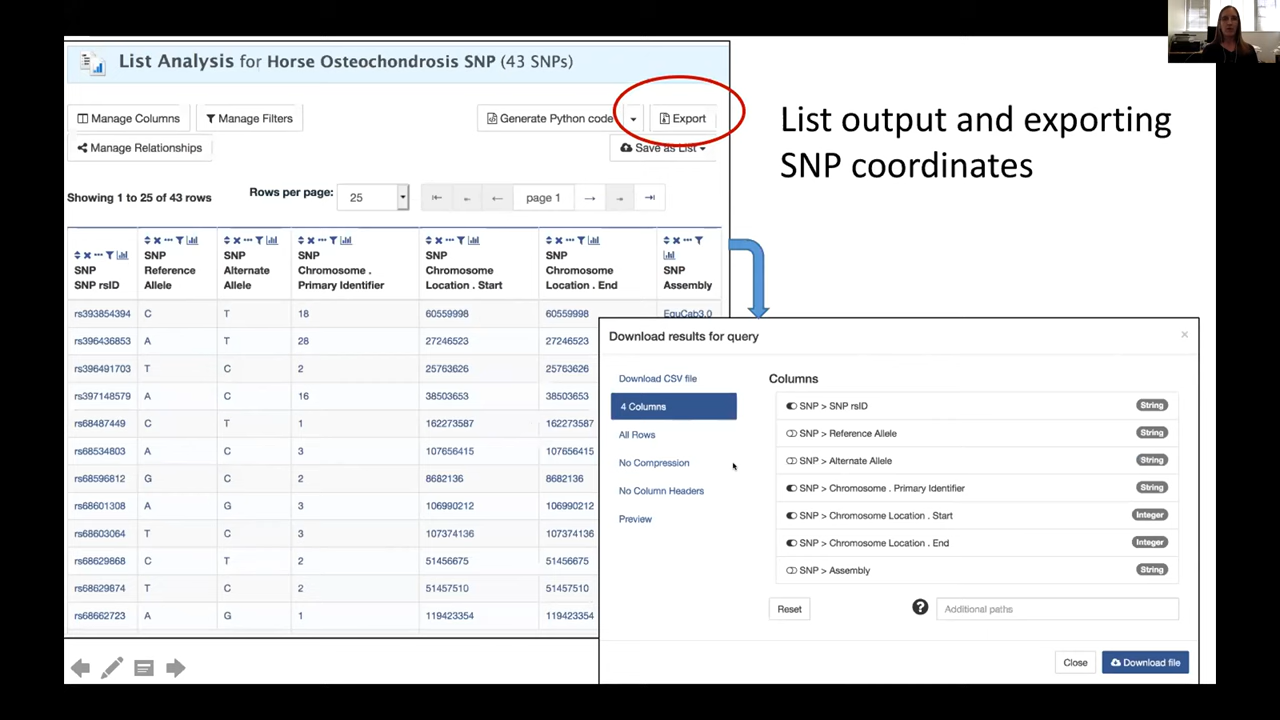 List Analysis for Horse Osteochondrosis SNP (43 SNPs)
List output and exporting
SNP coordinates
Manage Columns Manage Filters Generate Python code Export
Manage Relationships Save as List
Showing 1 to 25 of 43 rows Rows per page: 25 page 1
SNP SNP rsID
SNP Reference Allele
SNP Alternate Allele
SNP Chromosome . Primary Identifier
SNP Chromosome Location . Start
SNP Chromosome Location . End
SNP Assembly
rs393854394 C T 18 60559998 60559998 EquCab3.0
rs396436853 A T 28 27246523 27246523
rs396491703 T C 2 25763626 25763626
rs397148579 A C 16 38503653 38503653
rs68487449 C T 1 162273587 162273587
rs68534803 A C 3 107656415 107656415
rs68596812 G C 2 8682136 8682136
rs68601308 A G 3 106990212 106990212
rs68603064 T C 3 107374136 107374136
rs68629868 C T 2 51456675 51456675
rs68629874 T C 2 51457510 51457510
rs68662723 A G 1 119423354 119423354
Download results for query ×
Download CSV file
4 Columns
All Rows
No Compression
No Column Headers
Preview
Columns
SNP > SNP rsID String
SNP > Reference Allele String
SNP > Alternate Allele String
SNP > Chromosome . Primary Identifier String
SNP > Chromosome Location . Start Integer
SNP > Chromosome Location . End Integer
SNP > Assembly String
Reset ? Additional paths
Close Download file